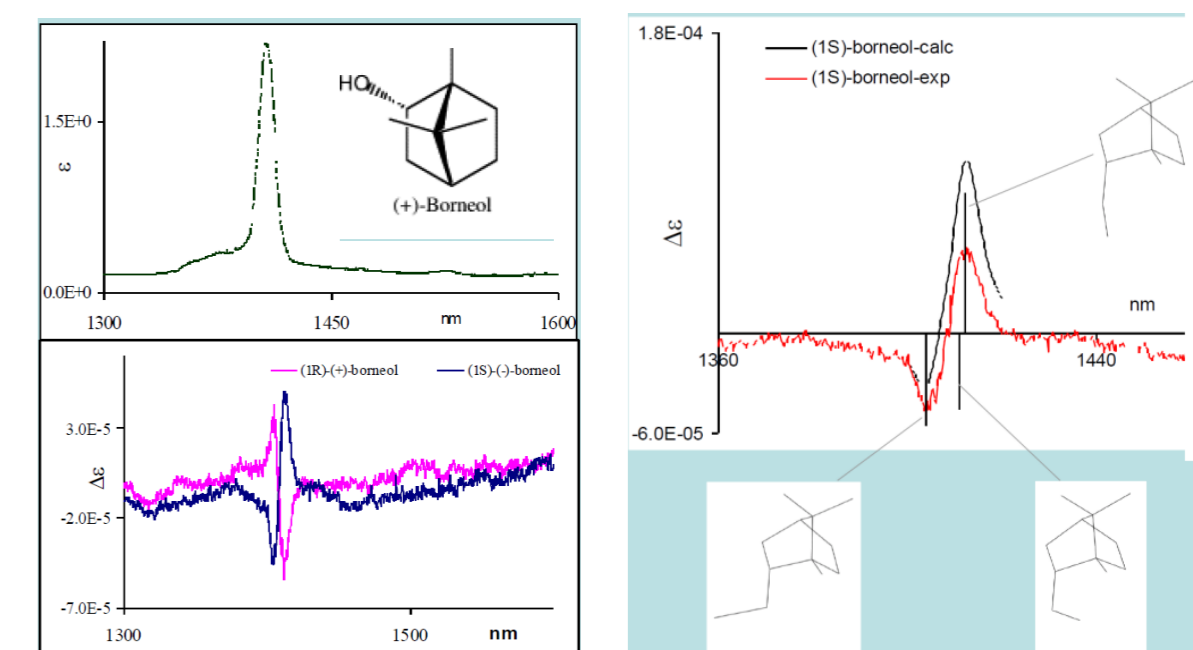 HO
(+)-Borneol
1.5E+0
ε
0.0E+0
1300
1450
nm
1600
(1R)-(+)-borneol
(1S)-(-)-borneol
3.0E-5
Δε
-2.0E-5
-7.0E-5
1300
1500
nm
1.8E-04
(1S)-borneol-calc
(1S)-borneol-exp
Δε
nm
1360
1440
-6.0E-05